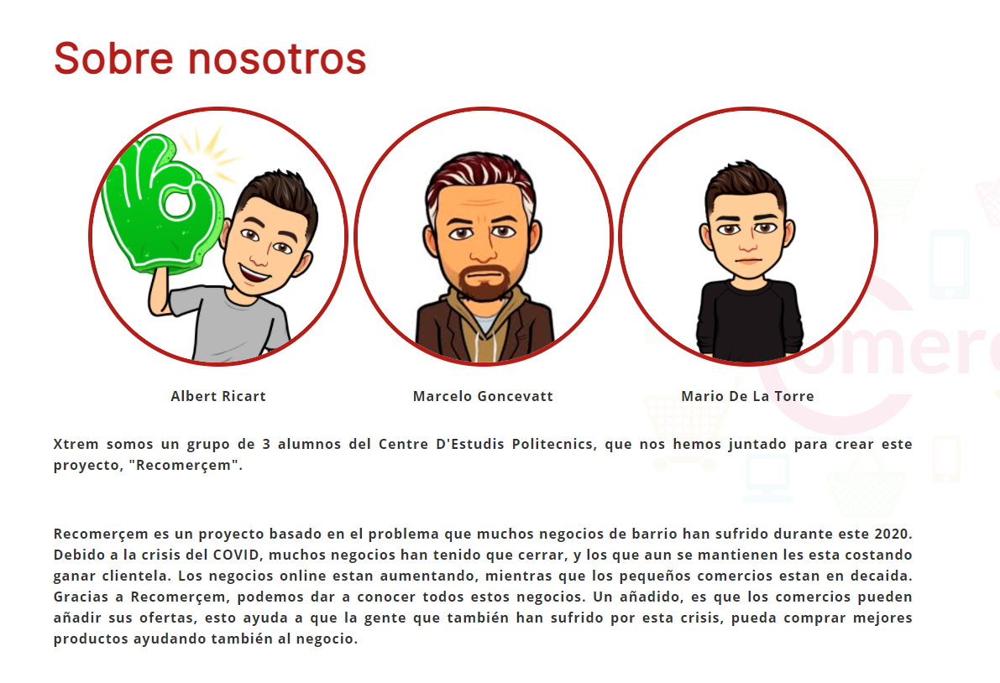 Sobre nosotros
Albert Ricart
Marcelo Goncevatt
Mario De La Torre
omerç
Xtrem somos un grupo de 3 alumnos del Centre D'Estudis Politecnics, que nos hemos juntado para crear este
proyecto, "Recomerçem".
Recomerçem es un proyecto basado en el problema que muchos negocios de barrio han sufrido durante este 2020.
Debido a la crisis del COVID, muchos negocios han tenido que cerrar, y los que aun se mantienen les esta costando
ganar clientela. Los negocios online estan aumentando, mientras que los pequeños comercios estan en decaida.
Gracias a Recomerçem, podemos dar a conocer todos estos negocios. Un añadido, es que los comercios pueden
añadir sus ofertas, esto ayuda a que la gente que también han sufrido por esta crisis, pueda comprar mejores
productos ayudando también al negocio.